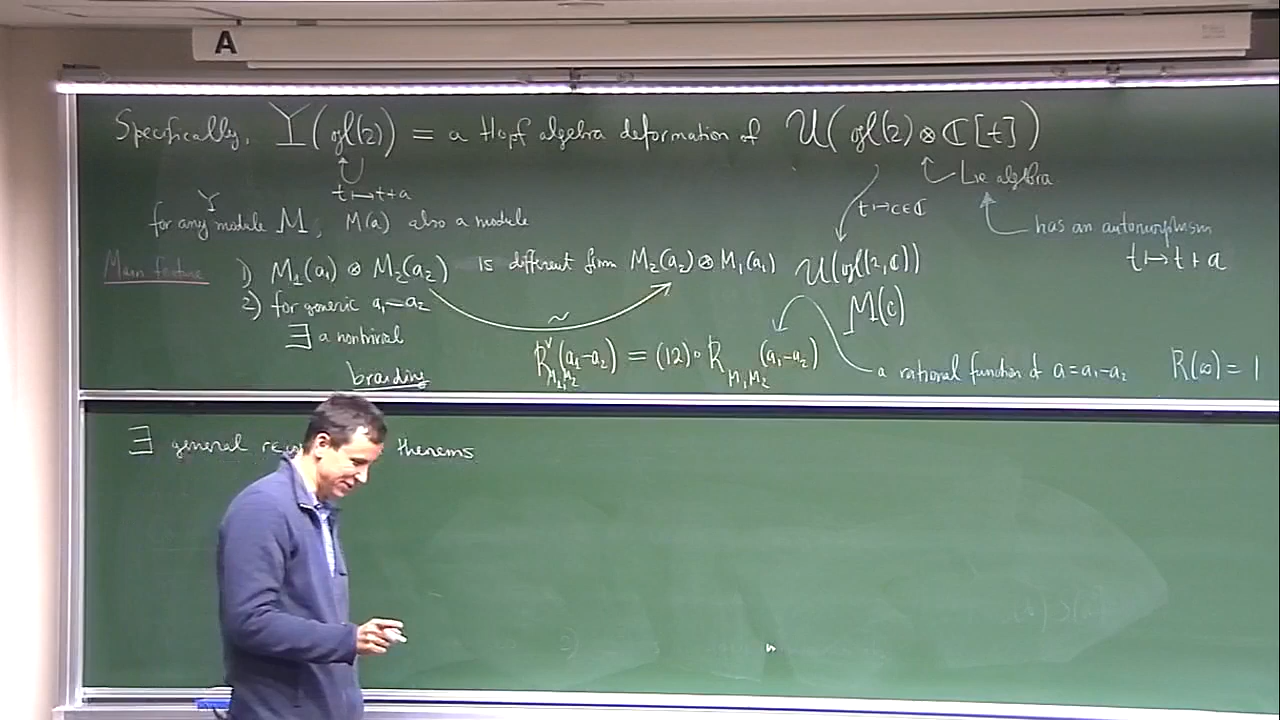 A
Specifically, Y(gl(2)) = a Hopf algebra deformation of U(gl(2) ⊗ ℂ[t])
t ↦ t+a
Lie algebra
t ↦ c ∈ ℂ
Y
for any module M, M(a) also a module
has an automorphism
t ↦ t+a
Main feature
1) M₁(a₁) ⊗ M₂(a₂) is different from M₂(a₂) ⊗ M₁(a₁)
U(gl(2,ℂ))
2) for generic a₁−a₂
M(c)
∃ a nontrivial
braiding
~
Ř_{M₁,M₂}(a₁−a₂) = (12)∘R_{M₁,M₂}(a₁−a₂)
a rational function of a=a₁−a₂ R(∞) = 1
∃ general theorems